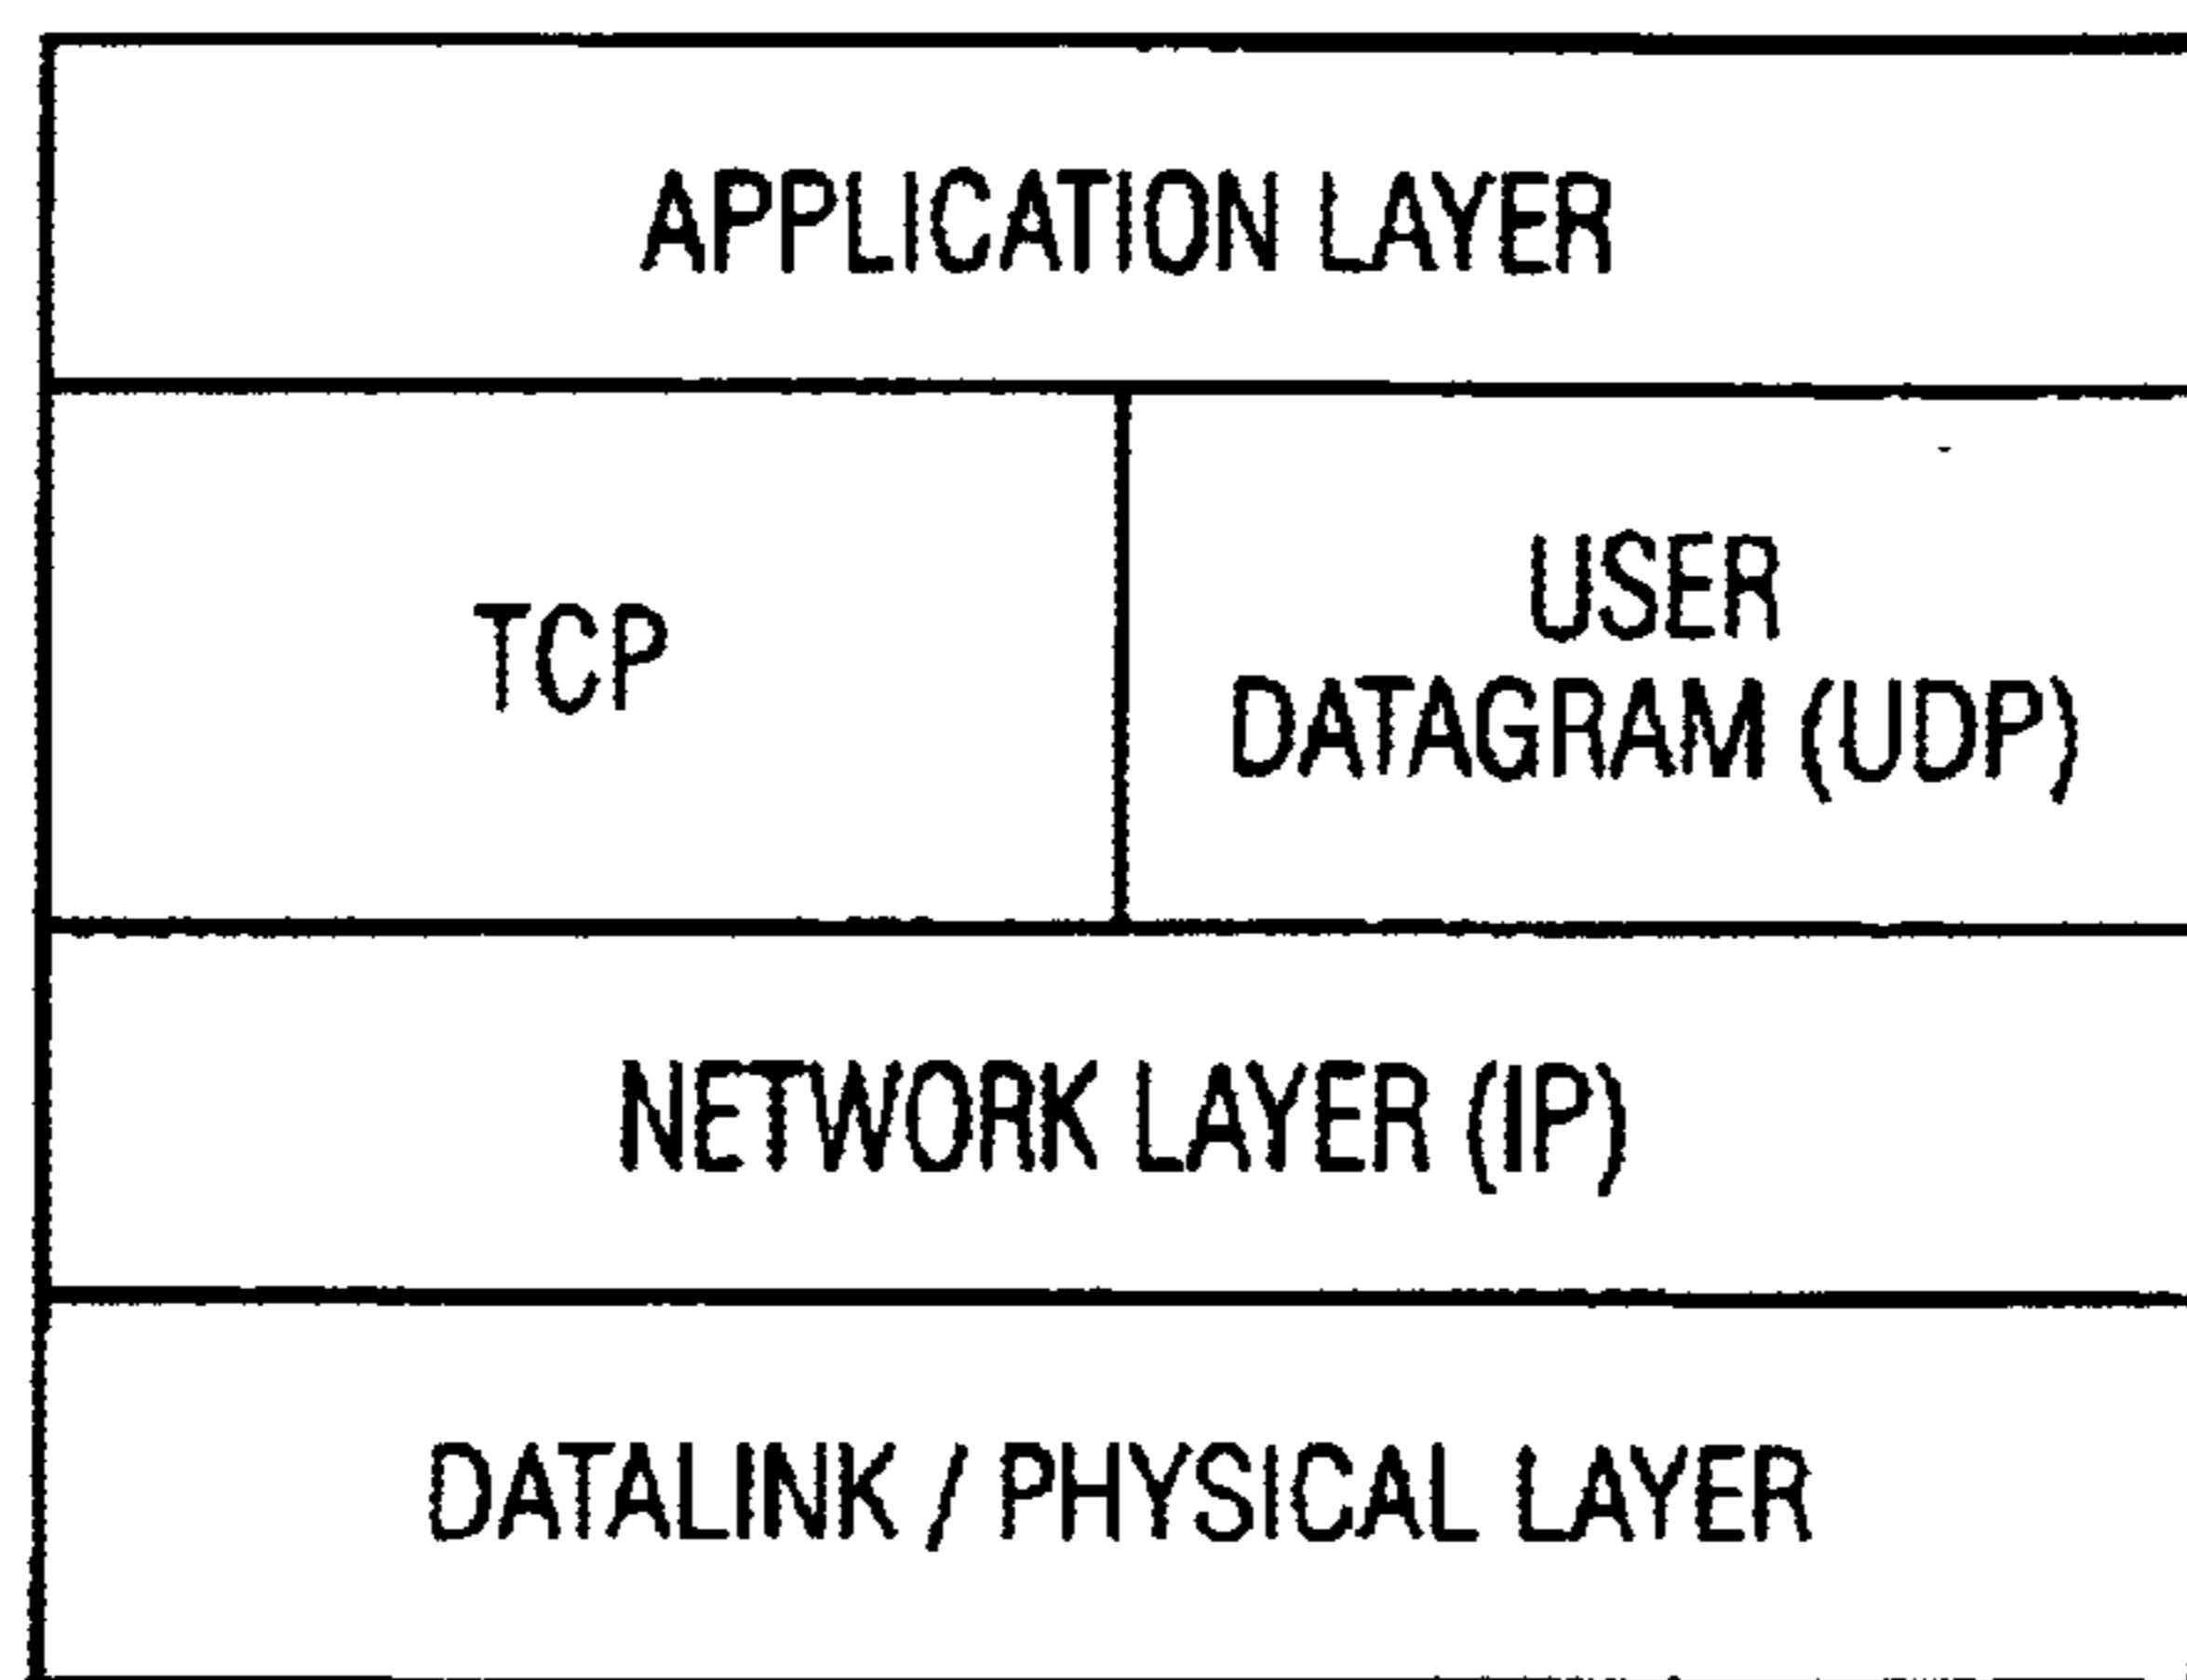 APPLICATION LAYER
TCP
USER
DATAGRAM (UDP)
NETWORK LAYER (IP)
DATALINK / PHYSICAL LAYER